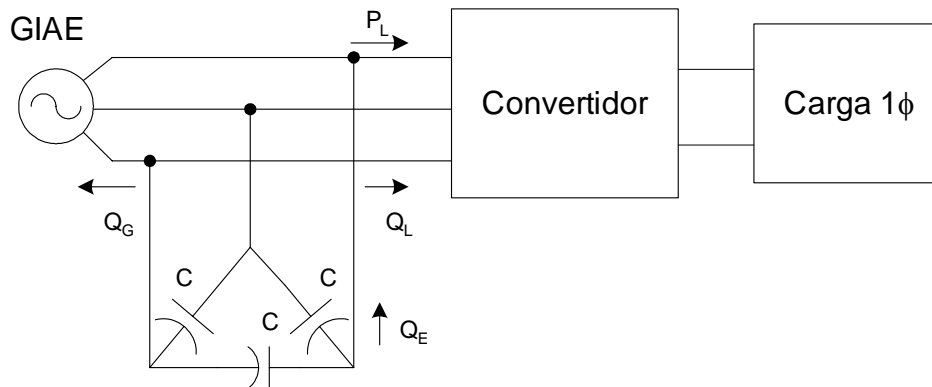 GIAE
P_L
Convertidor
Carga 1ϕ
Q_G
Q_L
C
C
C
Q_E